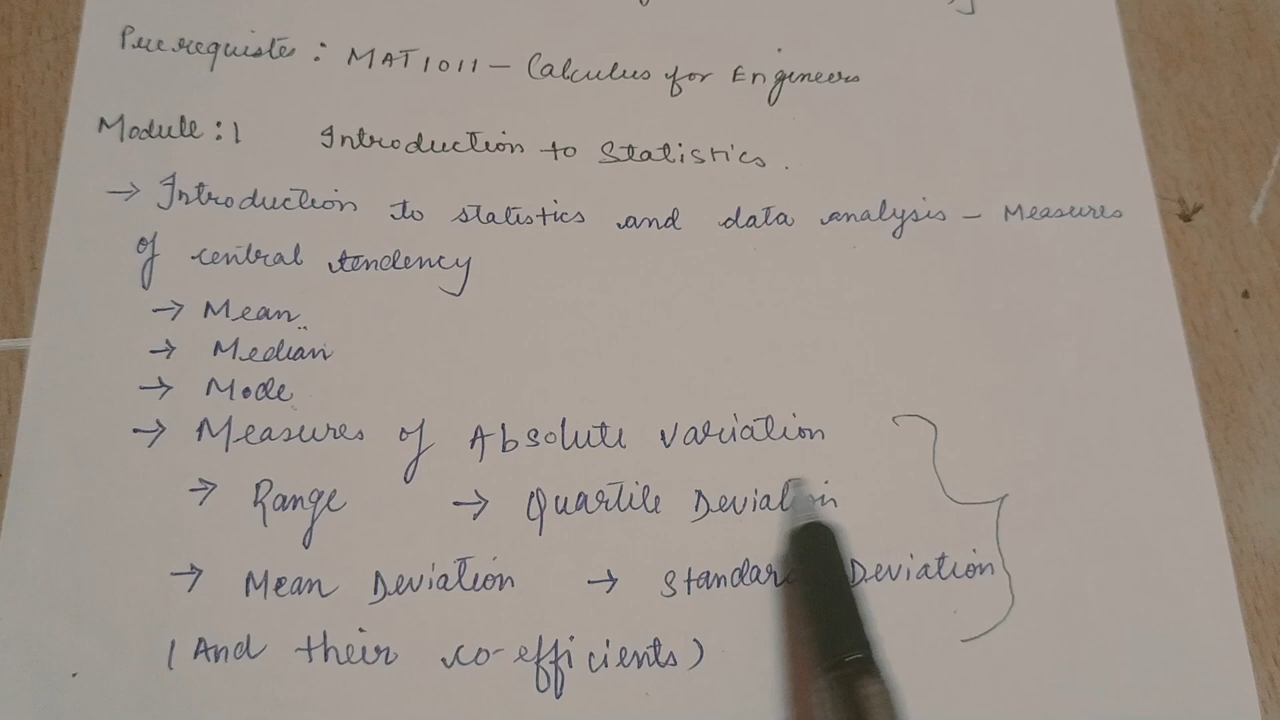 Prerequiste : MAT1011 - Calculus for Engineers
Module : 1 Introduction to Statistics.
→ Introduction to statistics and data analysis - Measures
of central tendency
→ Mean
→ Median
→ Mode
→ Measures of Absolute variation
→ Range → Quartile Deviation
→ Mean Deviation → Standard Deviation
(And their co-efficients)